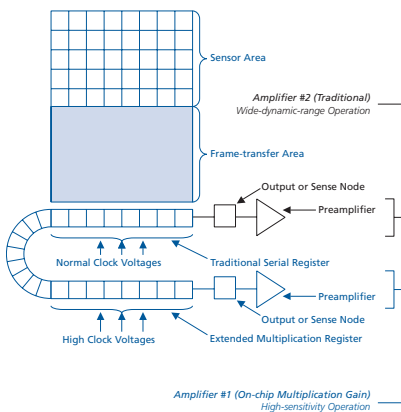 Sensor Area
Amplifier #2 (Traditional)
Wide-dynamic-range Operation
Frame-transfer Area
Output or Sense Node
Preamplifier
Normal Clock Voltages
Traditional Serial Register
Preamplifier
Output or Sense Node
High Clock Voltages
Extended Multiplication Register
Amplifier #1 (On-chip Multiplication Gain)
High-sensitivity Operation